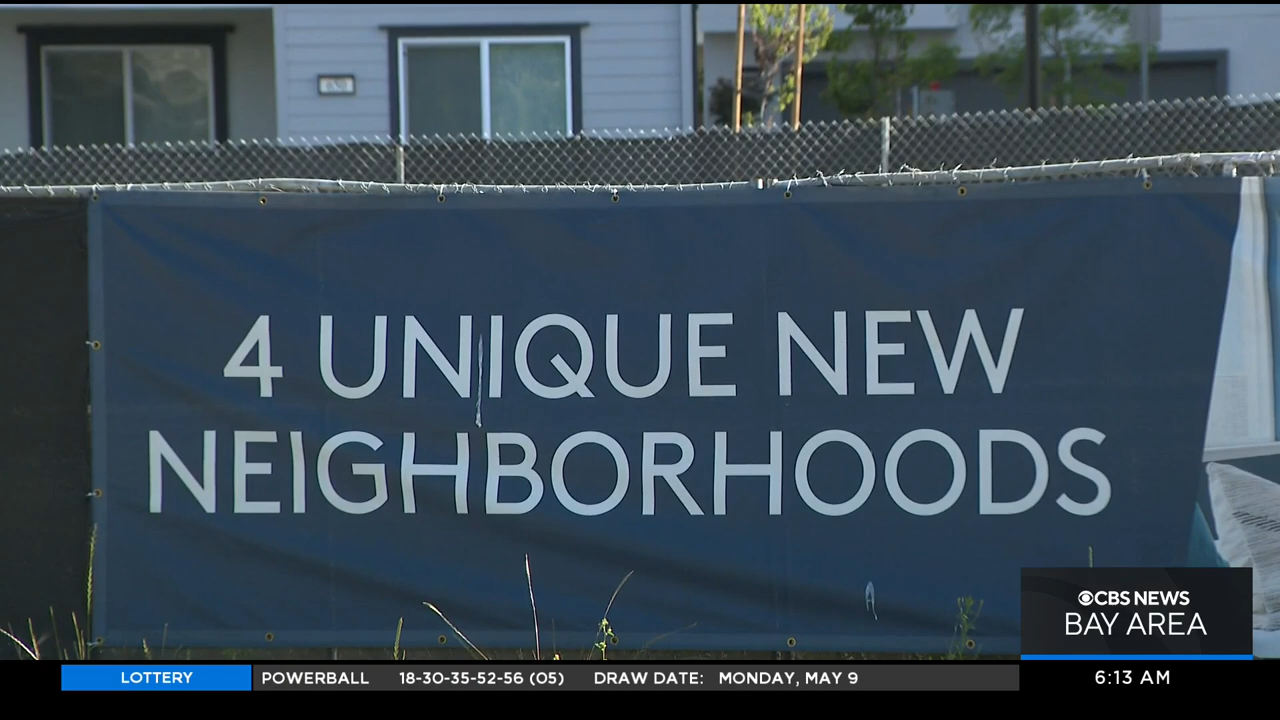 4 UNIQUE NEW
NEIGHBORHOODS
CBS NEWS
BAY AREA
LOTTERY
POWERBALL 18-30-35-52-56 (05) DRAW DATE: MONDAY, MAY 9
6:13 AM